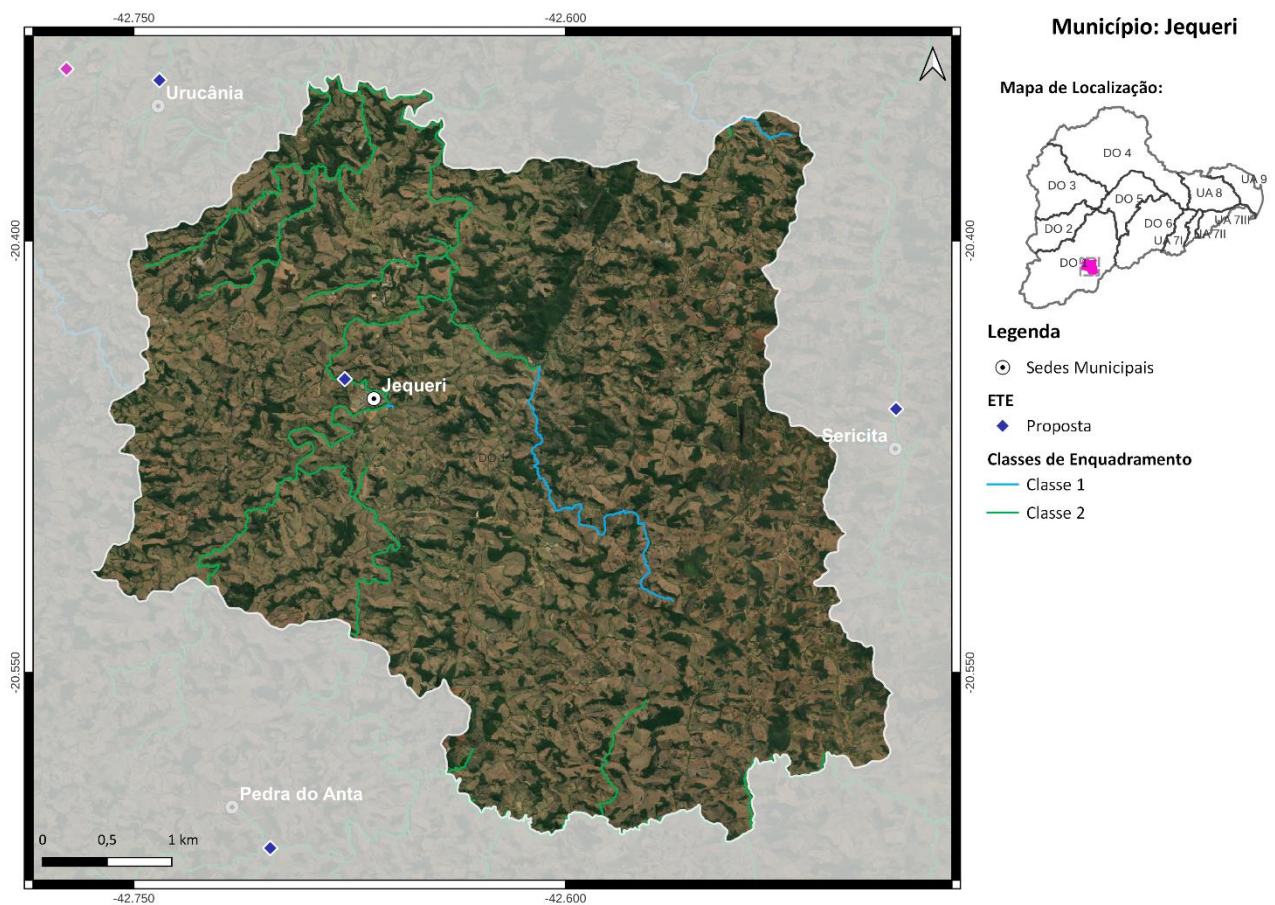 Município: Jequeri
-42.750
-42.600
Urucânia
Mapa de Localização:
DO 4
UA 9
DO 3
UA 8
DO 5
DO 2
DO 6
UA 7III
UA 7II
UA 7I
-20.400
-20.400
Legenda
Sedes Municipais
ETE
Proposta
Classes de Enquadramento
Classe 1
Classe 2
Jequeri
Sericita
-20.550
-20.550
Pedra do Anta
0 0,5 1 km
-42.750
-42.600